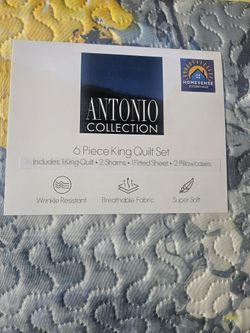 ANTONIO
COLLECTION
HOMESENSE
ESSENTIALS
6 Piece King Quilt Set
Includes: 1 King Quilt • 2 Shams • 1 Fitted Sheet • 2 Pillowcases
Wrinkle Resistant
Breathable Fabric
Super Soft